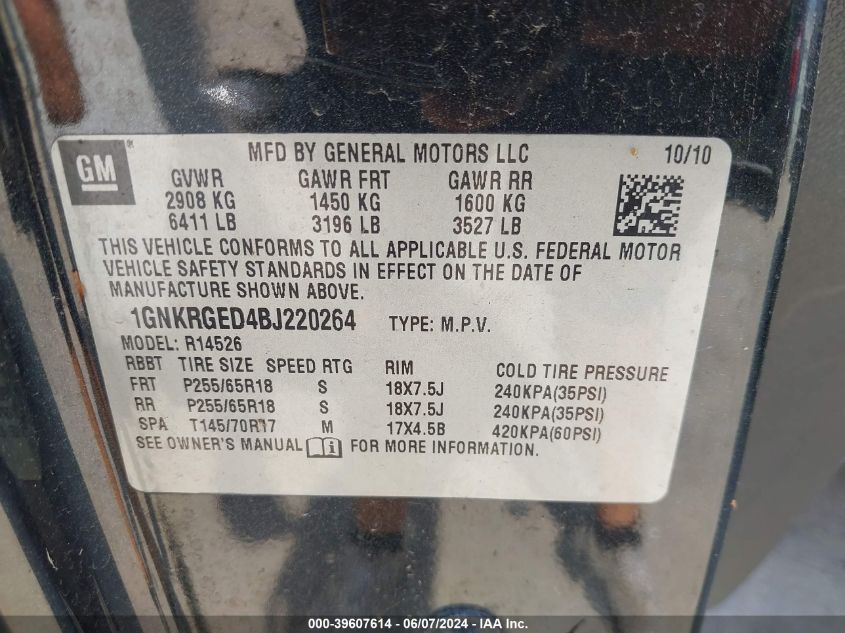 GM
MFD BY GENERAL MOTORS LLC 10/10
GVWR GAWR FRT GAWR RR
2908 KG 1450 KG 1600 KG
6411 LB 3196 LB 3527 LB
THIS VEHICLE CONFORMS TO ALL APPLICABLE U.S. FEDERAL MOTOR
VEHICLE SAFETY STANDARDS IN EFFECT ON THE DATE OF
MANUFACTURE SHOWN ABOVE.
1GNKRGED4BJ220264 TYPE: M.P.V.
MODEL: R14526
RBBT TIRE SIZE SPEED RTG RIM COLD TIRE PRESSURE
FRT P255/65R18 S 18X7.5J 240KPA(35PSI)
RR P255/65R18 S 18X7.5J 240KPA(35PSI)
SPA T145/70R17 M 17X4.5B 420KPA(60PSI)
SEE OWNER'S MANUAL FOR MORE INFORMATION.
000-39607614 - 06/07/2024 - IAA Inc.